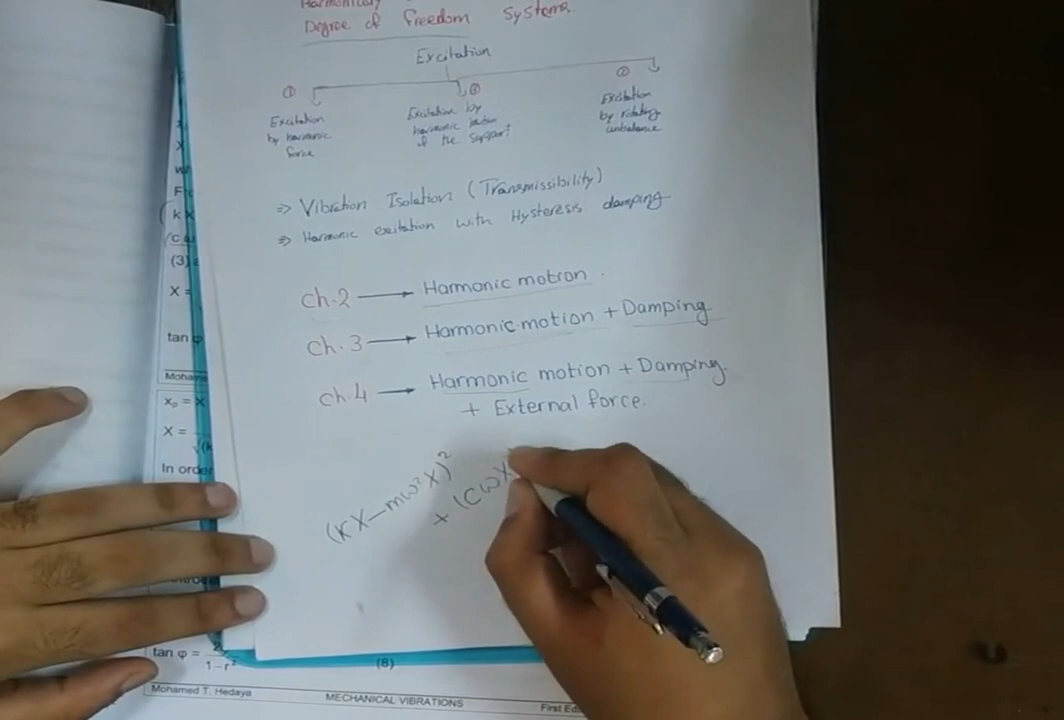 Harmonically
Degree of freedom Systems
Excitation
① ② ②
Excitation
by harmonic
force
Excitation by
harmonic motion
of the support
Excitation
by rotating
unbalance
⇒ Vibration Isolation (Transmissibility)
⇒ Harmonic excitation with Hysteresis damping
Ch.2 → Harmonic motion.
Ch.3 → Harmonic motion + Damping
Ch.4 → Harmonic motion + Damping
+ External force.
(KX-mω²X)²
+ (CωX
(3)
X =
tan φ
Moham
X =
In order
tan φ =
1-r²
(8)
Mohamed T. Hedaya MECHANICAL VIBRATIONS First Ed